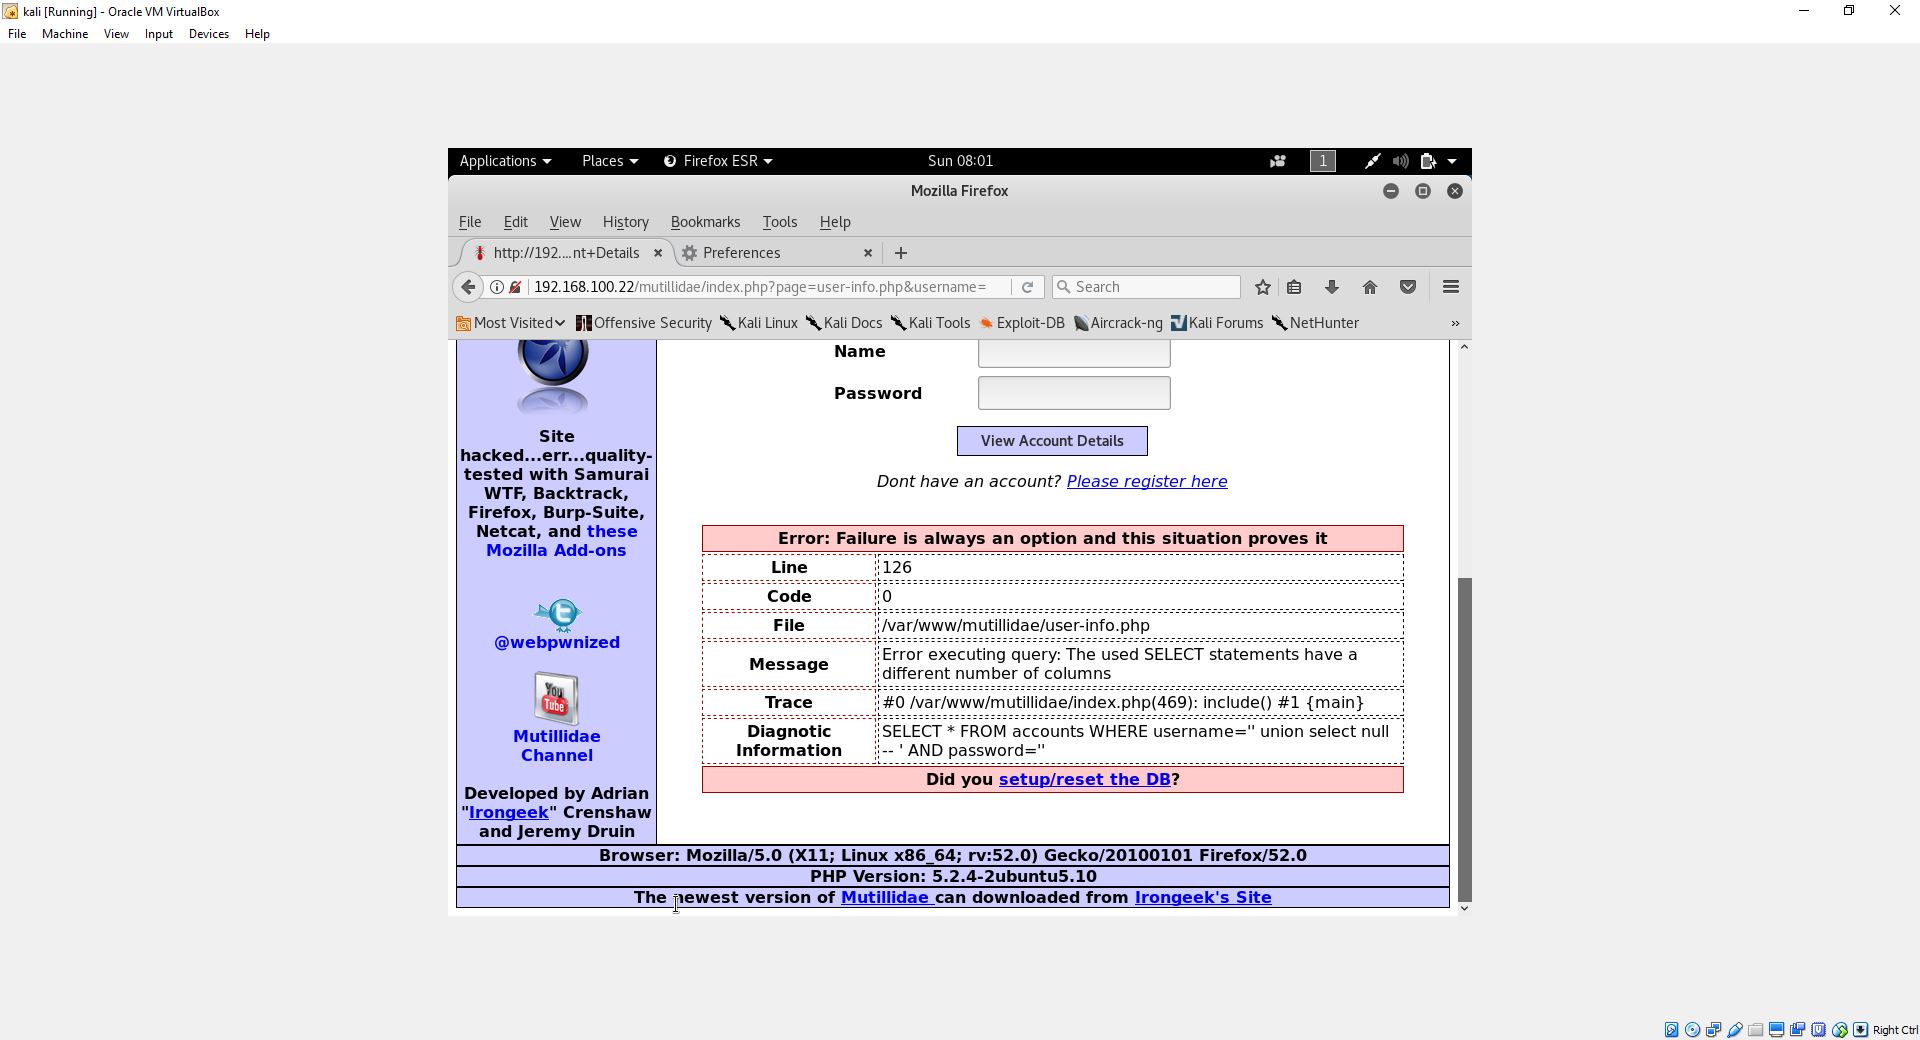 kali [Running] - Oracle VM VirtualBox
File Machine View Input Devices Help
Applications Places Firefox ESR Sun 08:01 1
Mozilla Firefox
File Edit View History Bookmarks Tools Help
http://192....nt+Details Preferences
192.168.100.22/mutillidae/index.php?page=user-info.php&username= Search
Most Visited Offensive Security Kali Linux Kali Docs Kali Tools Exploit-DB Aircrack-ng Kali Forums NetHunter »
Name
Password
View Account Details
Dont have an account? Please register here
Site
hacked...err...quality-
tested with Samurai
WTF, Backtrack,
Firefox, Burp-Suite,
Netcat, and these
Mozilla Add-ons
@webpwnized
You
Tube
Mutillidae
Channel
Developed by Adrian
"Irongeek" Crenshaw
and Jeremy Druin
Error: Failure is always an option and this situation proves it
Line 126
Code 0
File /var/www/mutillidae/user-info.php
Message Error executing query: The used SELECT statements have a
different number of columns
Trace #0 /var/www/mutillidae/index.php(469): include() #1 {main}
Diagnostic SELECT * FROM accounts WHERE username='' union select null
Information -- ' AND password=''
Did you setup/reset the DB?
Browser: Mozilla/5.0 (X11; Linux x86_64; rv:52.0) Gecko/20100101 Firefox/52.0
PHP Version: 5.2.4-2ubuntu5.10
The newest version of Mutillidae can downloaded from Irongeek's Site
Right Ctrl